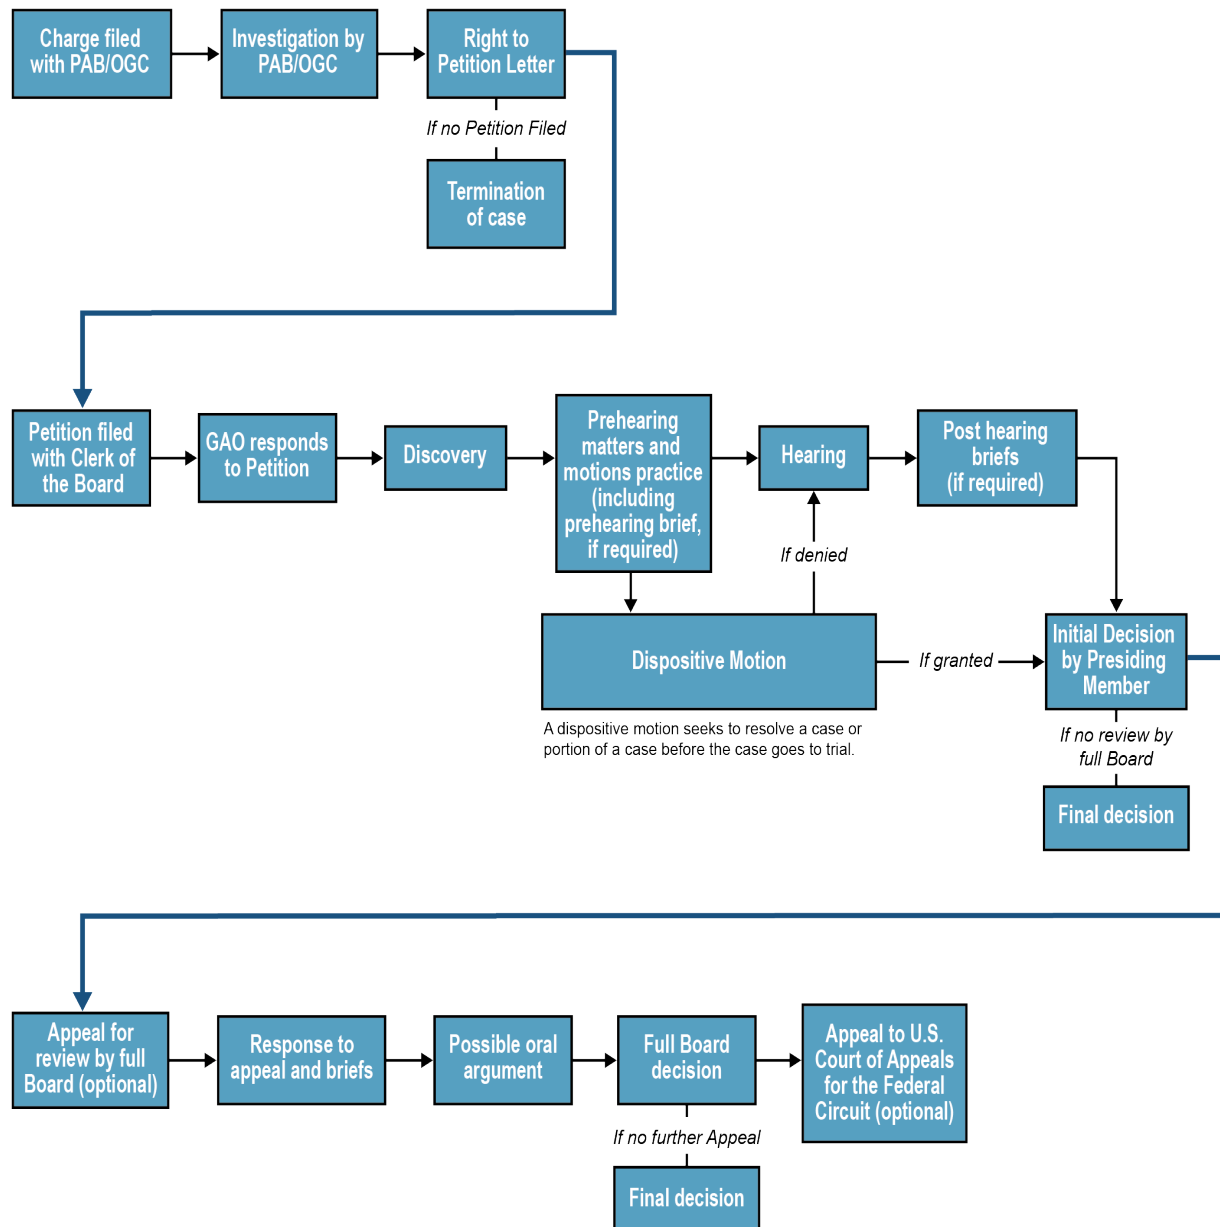 Charge filed
with PAB/OGC
Investigation by
PAB/OGC
Right to
Petition Letter
If no Petition Filed
Termination
of case
Petition filed
with Clerk of
the Board
GAO responds
to Petition
Discovery
Prehearing
matters and
motions practice
(including
prehearing brief,
if required)
Hearing
Post hearing
briefs
(if required)
If denied
Dispositive Motion
If granted
Initial Decision
by Presiding
Member
A dispositive motion seeks to resolve a case or
portion of a case before the case goes to trial.
If no review by
full Board
Final decision
Appeal for
review by full
Board (optional)
Response to
appeal and briefs
Possible oral
argument
Full Board
decision
Appeal to U.S.
Court of Appeals
for the Federal
Circuit (optional)
If no further Appeal
Final decision